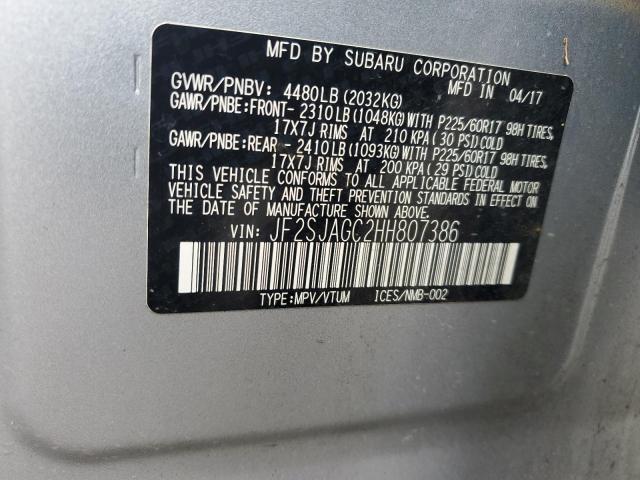 MFD BY SUBARU CORPORATION
MFD IN 04/17
GVWR/PNBV: 4480LB(2032KG)
GAWR/PNBE:FRONT- 2310LB(1048KG)WITH P225/60R17 98H TIRES,
17X7J RIMS AT 210 KPA(30 PSI)COLD
GAWR/PNBE:REAR - 2410LB(1093KG)WITH P225/60R17 98H TIRES,
17X7J RIMS AT 200 KPA(29 PSI)COLD
THIS VEHICLE CONFORMS TO ALL APPLICABLE FEDERAL MOTOR
VEHICLE SAFETY AND THEFT PREVENTION STANDARDS IN EFFECT ON
THE DATE OF MANUFACTURE SHOWN ABOVE.
VIN: JF2SJAGC2HH807386
TYPE:MPV/VTUM ICES/NMB-002